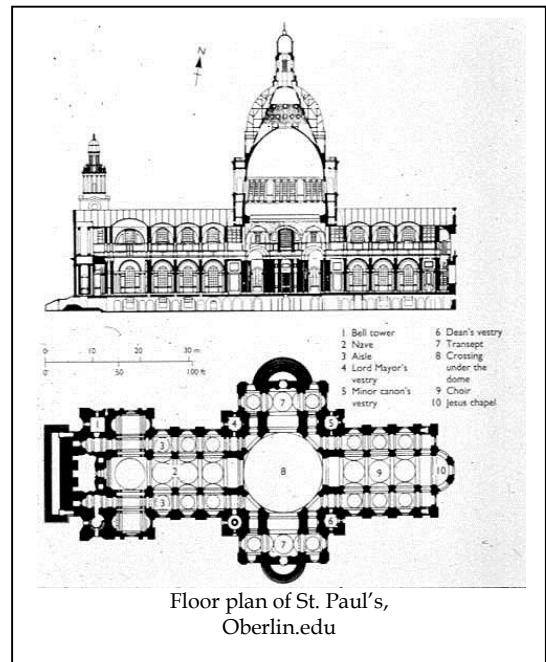 N
1 Bell tower
2 Nave
3 Aisle
4 Lord Mayor's
vestry
5 Minor canon's
vestry
6 Dean's vestry
7 Transept
8 Crossing
under the
dome
9 Choir
10 Jesus chapel
0 10 20 30 m
0 50 100 ft
7
1
4
5
3
2
8
9
10
3
6
7
Floor plan of St. Paul's,
Oberlin.edu